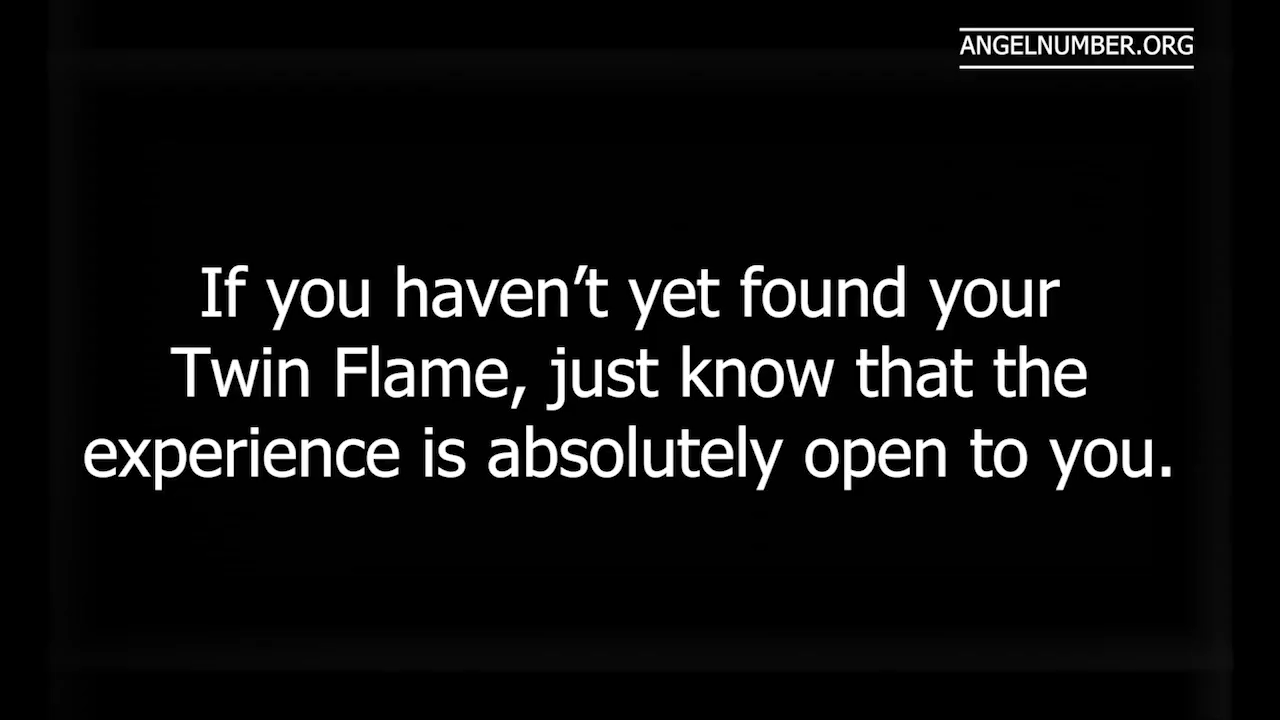 ANGELNUMBER.ORG
If you haven’t yet found your
Twin Flame, just know that the
experience is absolutely open to you.